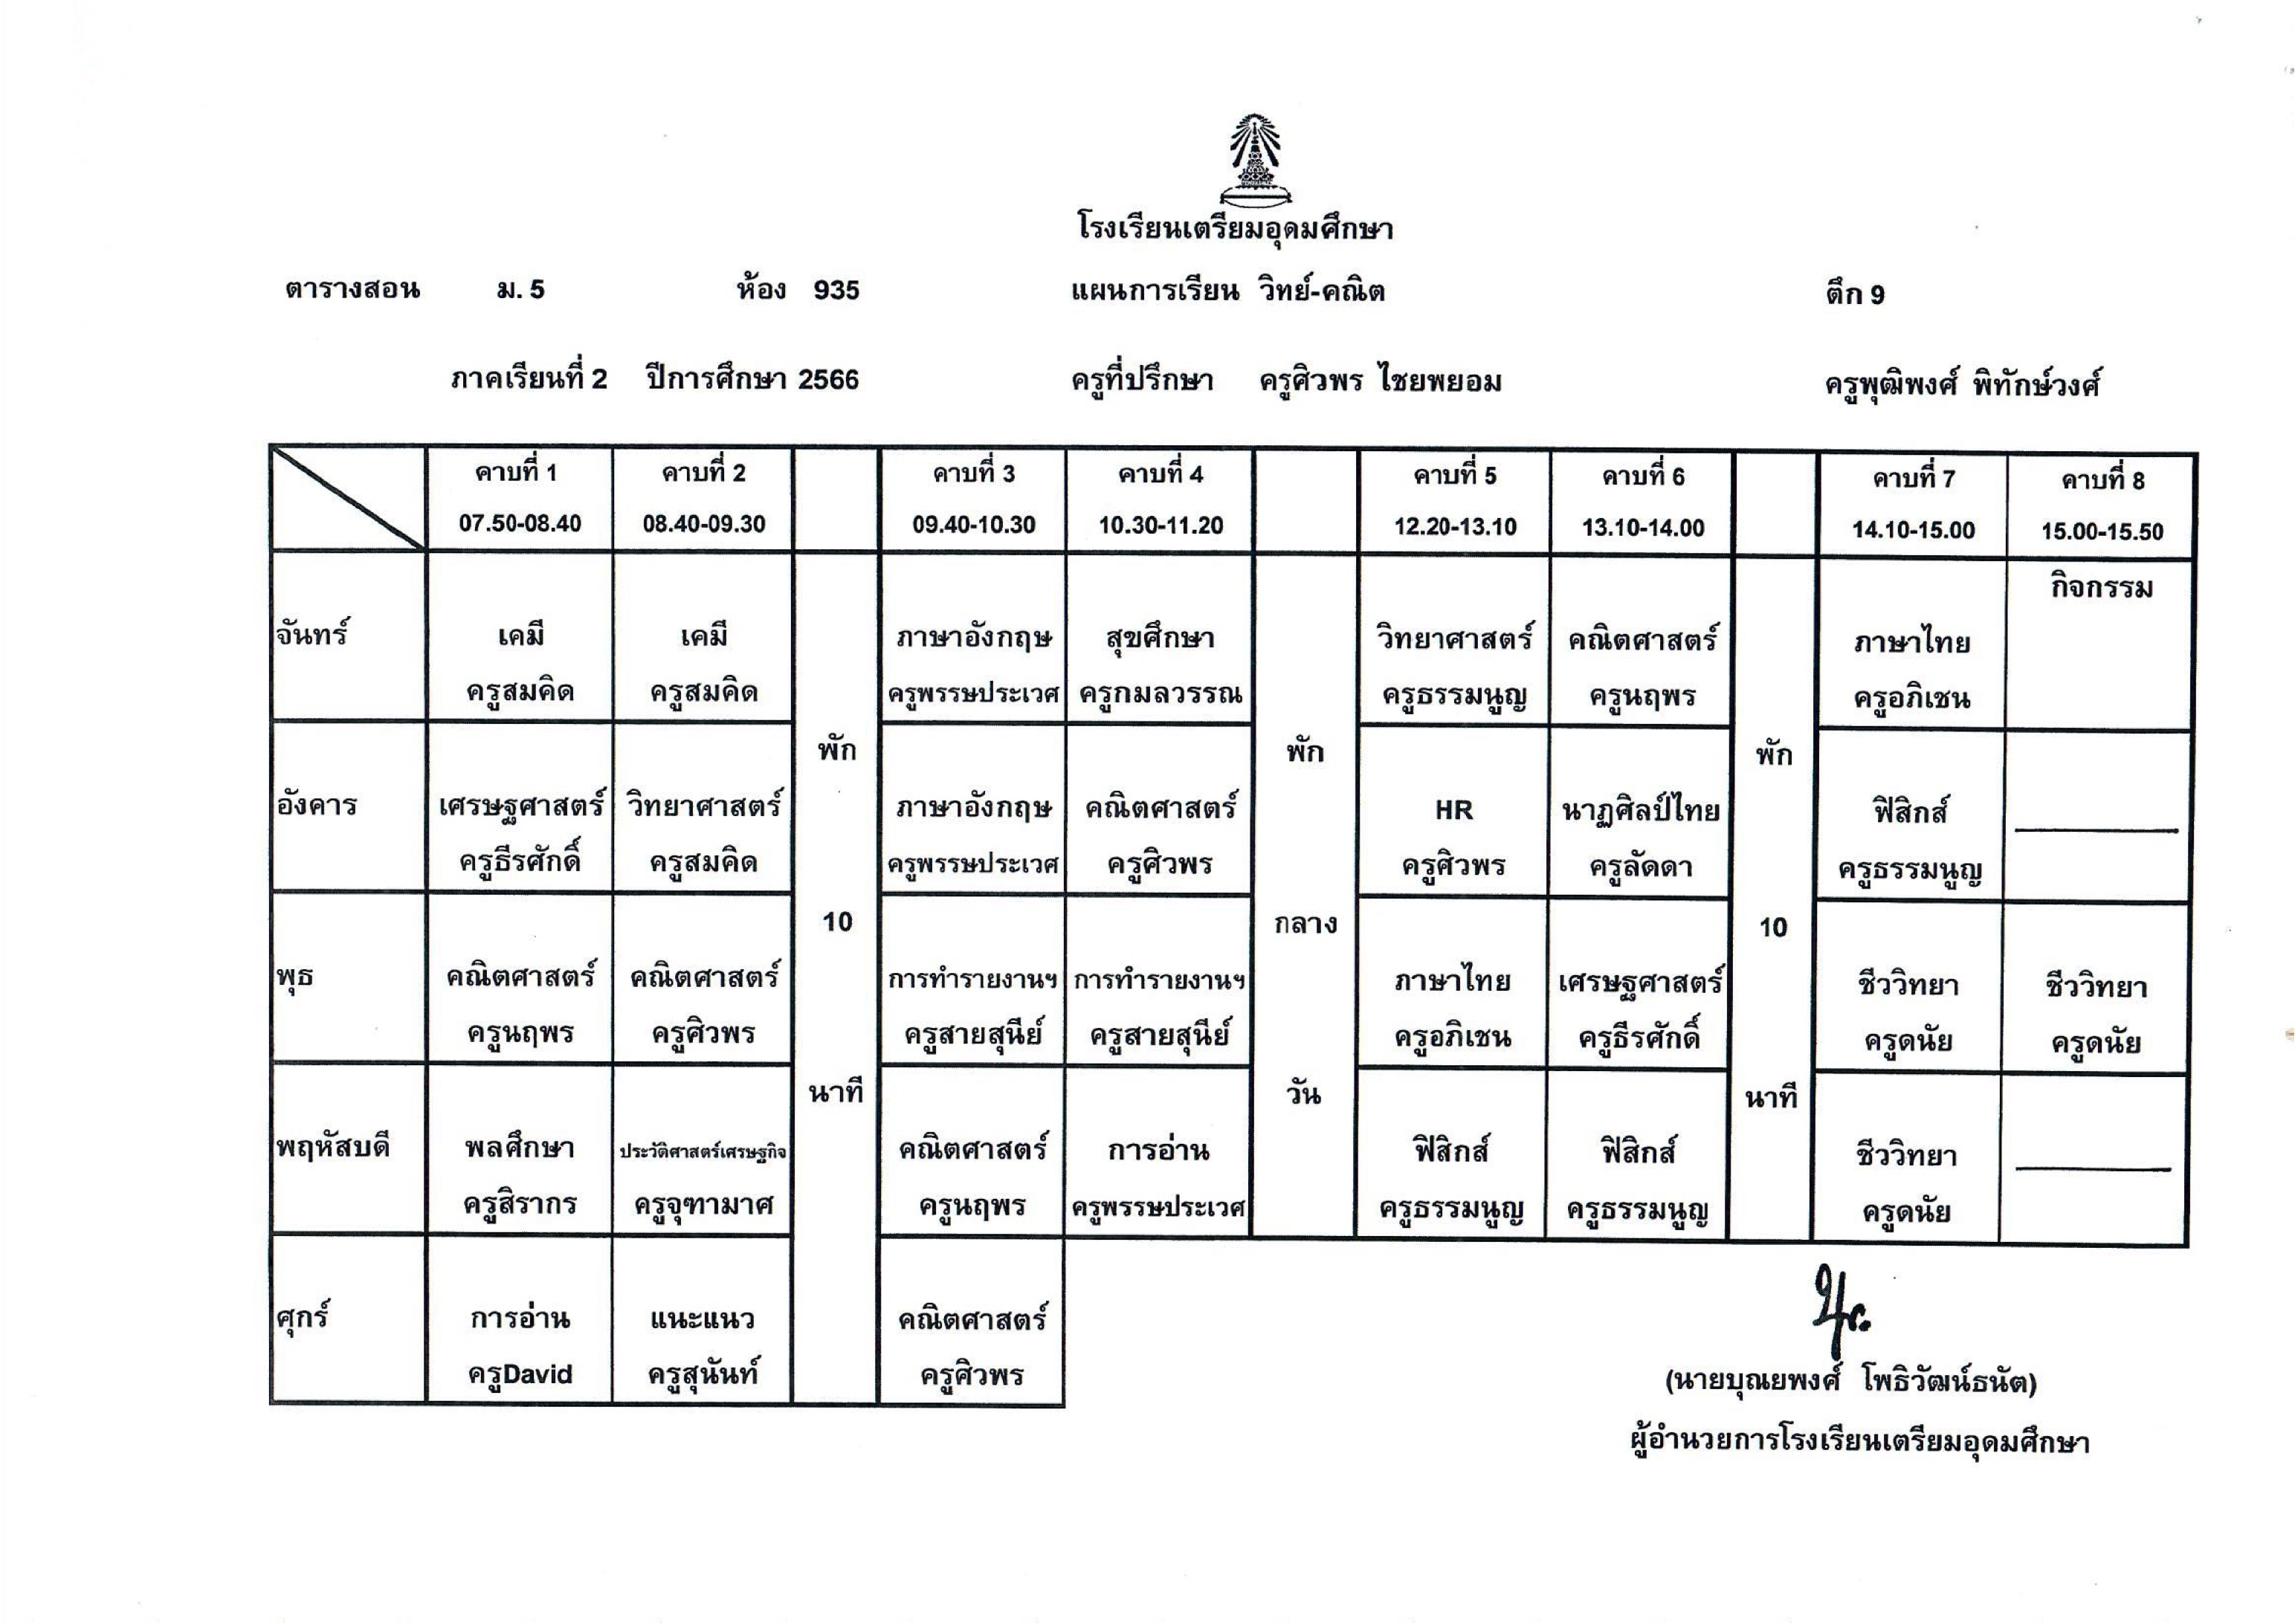 โรงเรียนเตรียมอุดมศึกษา
ตารางสอน ม. 5 ห้อง 935 แผนการเรียน วิทย์-คณิต ตึก 9
ภาคเรียนที่ 2 ปีการศึกษา 2566 ครูที่ปรึกษา ครูศิวพร ไชยพยอม ครูพุฒิพงศ์ พิทักษ์วงศ์
คาบที่ 1 คาบที่ 2 คาบที่ 3 คาบที่ 4 คาบที่ 5 คาบที่ 6 คาบที่ 7 คาบที่ 8
07.50-08.40 08.40-09.30 09.40-10.30 10.30-11.20 12.20-13.10 13.10-14.00 14.10-15.00 15.00-15.50
กิจกรรม
จันทร์ เคมี เคมี ภาษาอังกฤษ สุขศึกษา วิทยาศาสตร์ คณิตศาสตร์ ภาษาไทย
ครูสมคิด ครูสมคิด ครูพรรษประเวศ ครูกมลวรรณ ครูธรรมนูญ ครูนฤพร ครูอภิเชน
พัก พัก พัก
อังคาร เศรษฐศาสตร์ วิทยาศาสตร์ ภาษาอังกฤษ คณิตศาสตร์ HR นาฏศิลป์ไทย ฟิสิกส์
ครูธีรศักดิ์ ครูสมคิด ครูพรรษประเวศ ครูศิวพร ครูศิวพร ครูลัดดา ครูธรรมนูญ
10 กลาง 10
พุธ คณิตศาสตร์ คณิตศาสตร์ การทำรายงานฯ การทำรายงานฯ ภาษาไทย เศรษฐศาสตร์ ชีววิทยา ชีววิทยา
ครูนฤพร ครูศิวพร ครูสายสุนีย์ ครูสายสุนีย์ ครูอภิเชน ครูธีรศักดิ์ ครูดนัย ครูดนัย
นาที วัน นาที
พฤหัสบดี พลศึกษา ประวัติศาสตร์เศรษฐกิจ คณิตศาสตร์ การอ่าน ฟิสิกส์ ฟิสิกส์ ชีววิทยา
ครูสิรากร ครูจุฑามาศ ครูนฤพร ครูพรรษประเวศ ครูธรรมนูญ ครูธรรมนูญ ครูดนัย
ศุกร์ การอ่าน แนะแนว คณิตศาสตร์
ครูDavid ครูสุนันท์ ครูศิวพร
(นายบุณยพงศ์ โพธิวัฒน์ธนัต)
ผู้อำนวยการโรงเรียนเตรียมอุดมศึกษา